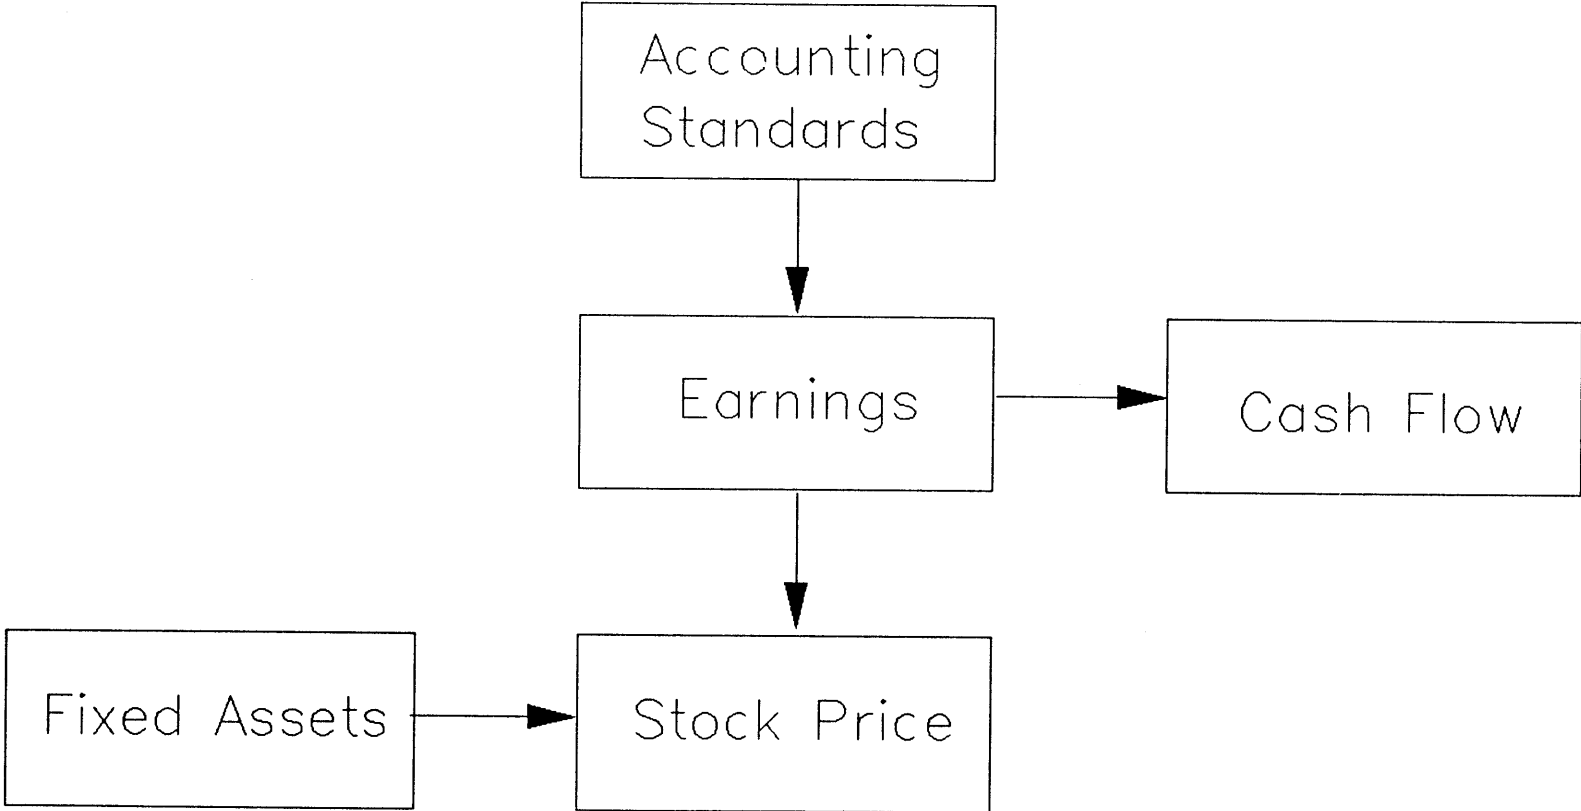 Accounting
Standards
Earnings
Cash Flow
Fixed Assets
Stock Price